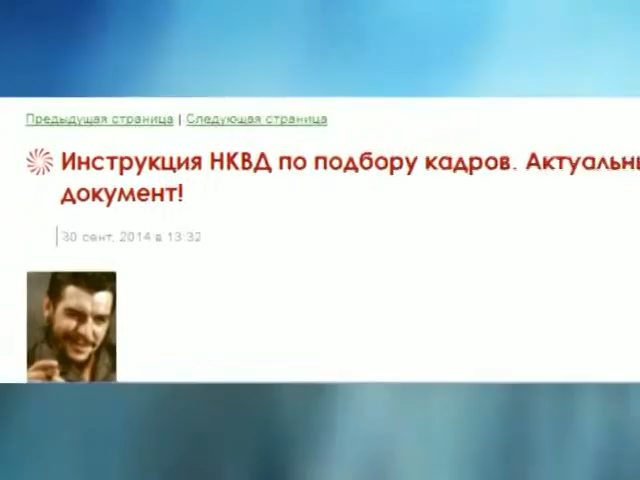 Предыдущая страница | Следующая страница
Инструкция НКВД по подбору кадров. Актуальны
документ!
30 сент, 2014 в 13:32